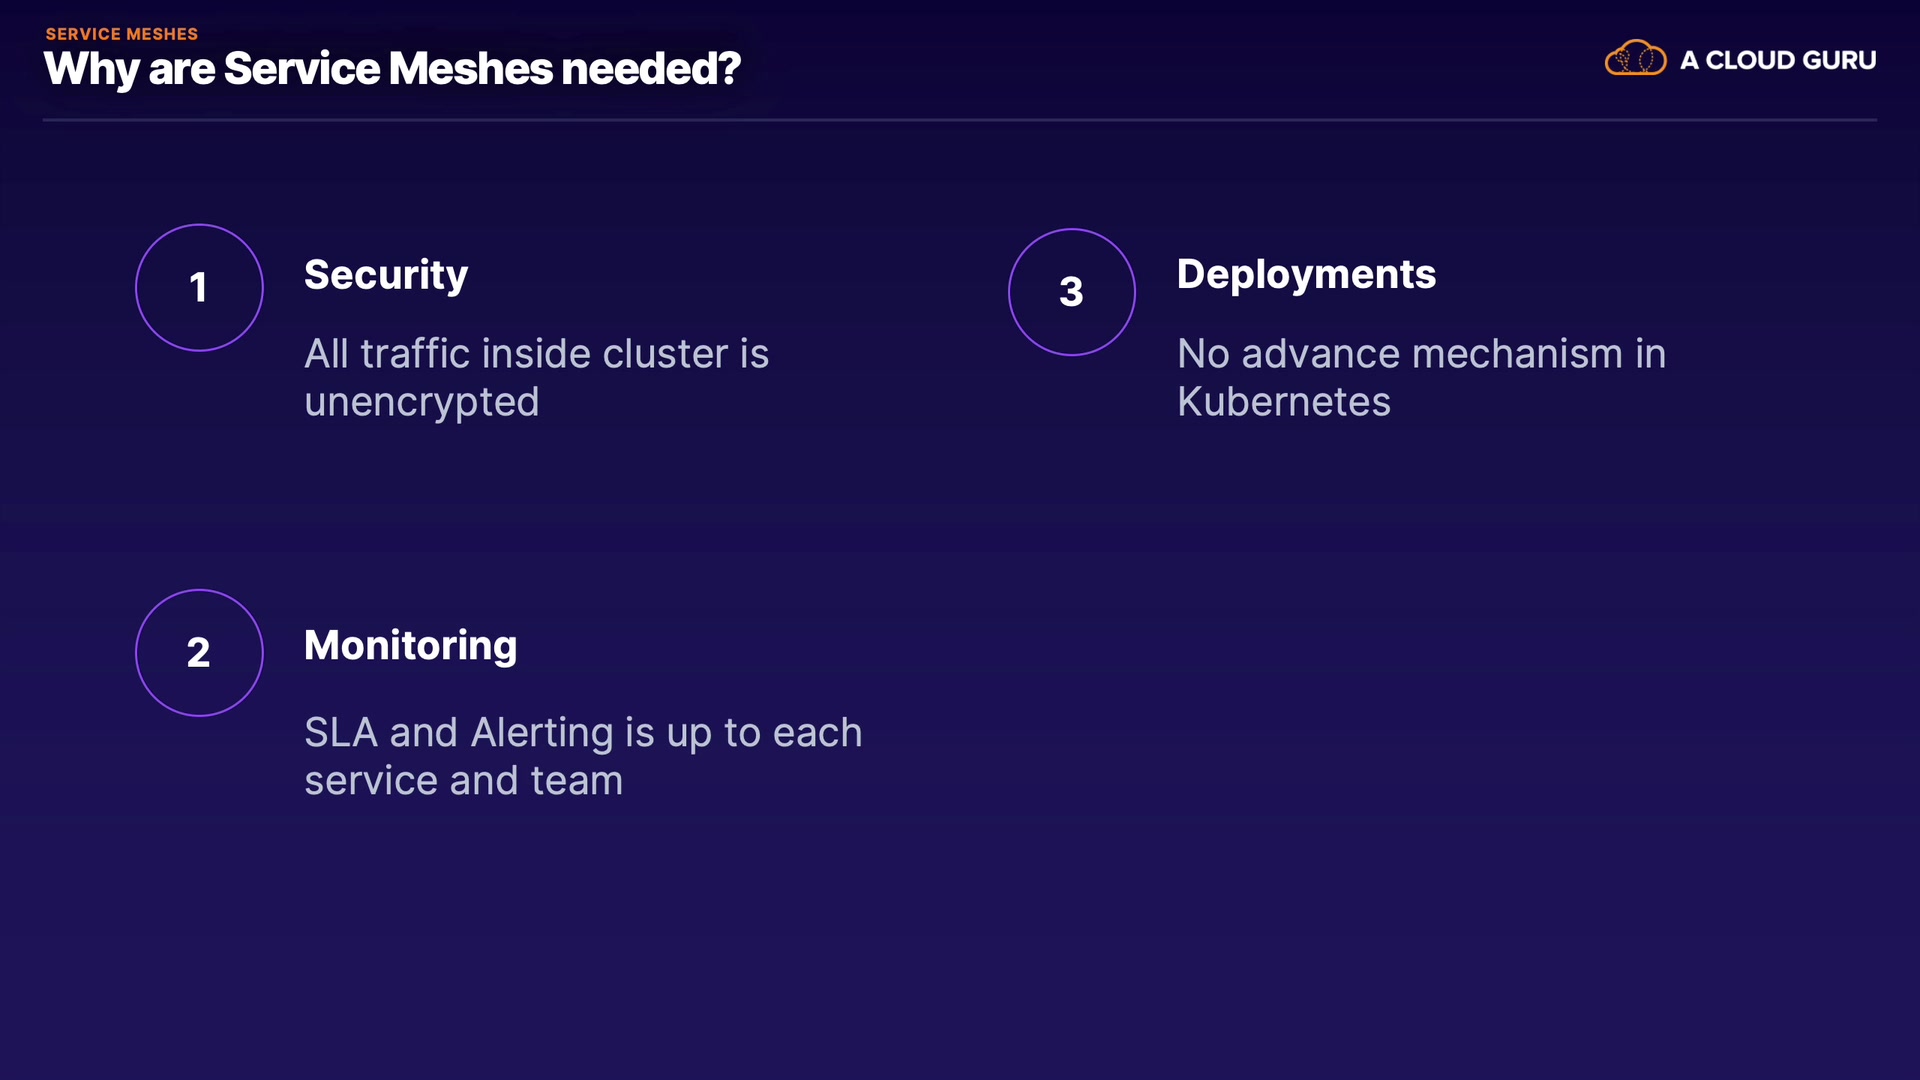 SERVICE MESHES
Why are Service Meshes needed?
A CLOUD GURU
1
Security
All traffic inside cluster is
unencrypted
2
Monitoring
SLA and Alerting is up to each
service and team
3
Deployments
No advance mechanism in
Kubernetes